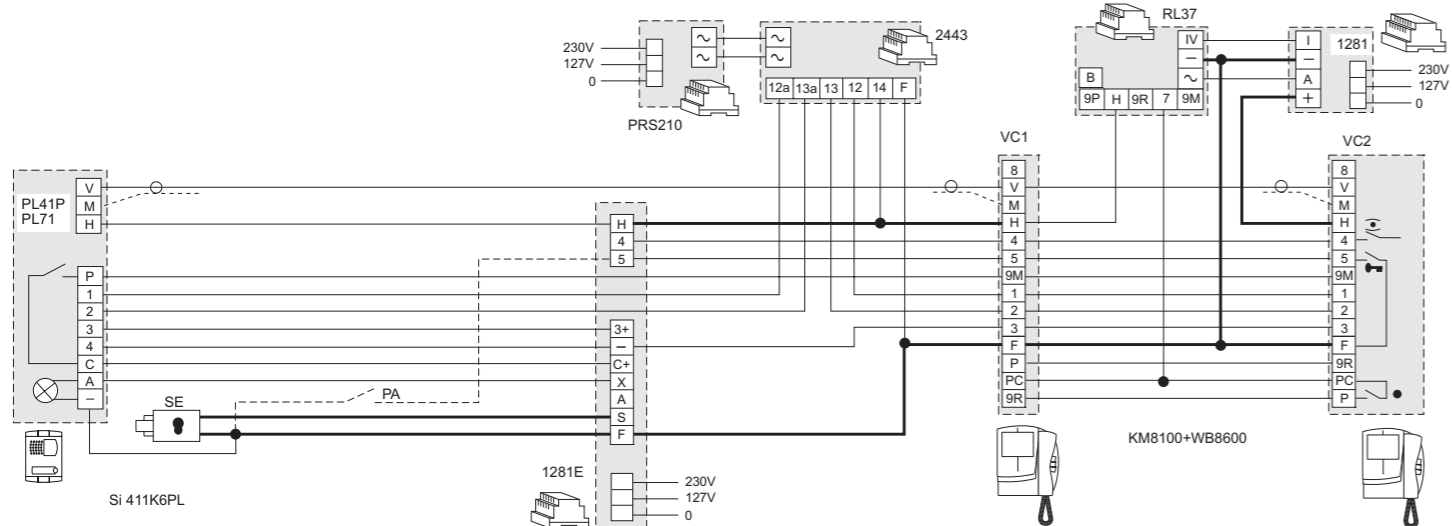 RL37
2443
IV
I
1281
230V
127V
0
∼
∼
−
−
230V
127V
0
∼
∼
B
∼
A
9P H 9R 7 9M
+
12a 13a 13 12 14 F
PRS210
VC1
VC2
PL41P
PL71
V
M
H
P
1
2
3
4
C
A
−
H
4
5
3+
−
C+
X
A
S
F
8
V
M
H
4
5
9M
1
2
3
F
P
PC
9R
8
V
M
H
4
5
9M
1
2
3
F
9R
PC
P
PA
SE
KM8100+WB8600
1281E
230V
127V
0
Si 411K6PL